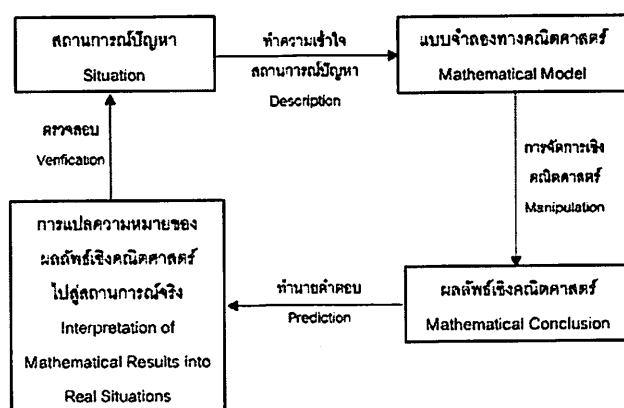 สถานการณ์ปัญหา
Situation
ทำความเข้าใจ
สถานการณ์ปัญหา
Description
แบบจำลองทางคณิตศาสตร์
Mathematical Model
การจัดการเชิง
คณิตศาสตร์
Manipulation
ผลลัพธ์เชิงคณิตศาสตร์
Mathematical Conclusion
ทำนายคำตอบ
Prediction
การแปลความหมายของ
ผลลัพธ์เชิงคณิตศาสตร์
ไปสู่สถานการณ์จริง
Interpretation of
Mathematical Results into
Real Situations
ตรวจสอบ
Verification